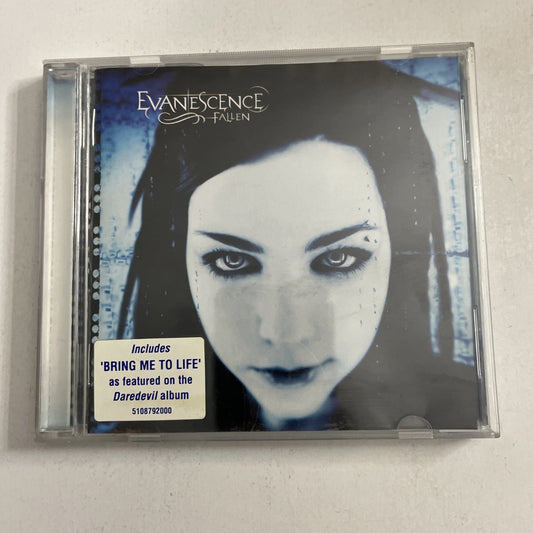 EVANESCENCE
FALLEN
Includes
'BRING ME TO LIFE'
as featured on the
Daredevil album
5108792000